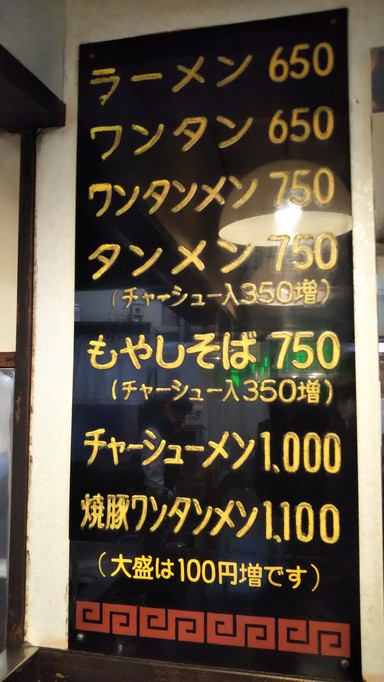 ラーメン 650
ワンタン 650
ワンタンメン 750
タンメン 750
(チャーシュー入350増)
もやしそば 750
(チャーシュー入350増)
チャーシューメン 1,000
焼豚ワンタンメン 1,100
(大盛は100円増です)